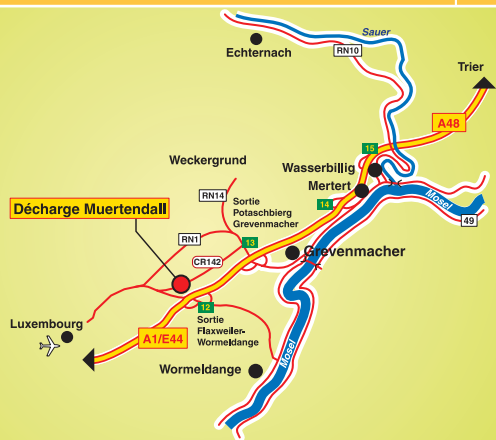 Sauer
RN10
Echternach
Trier
A48
15
Weckergrund
Wasserbillig
Mertert
RN14
Sortie
Potaschbierg
Grevenmacher
14
Mosel
49
Décharge Muertendall
RN1
13
CR142
Grevenmacher
12
Luxembourg
Sortie
Flaxweiler-
Wormeldange
A1/E44
Mosel
Wormeldange